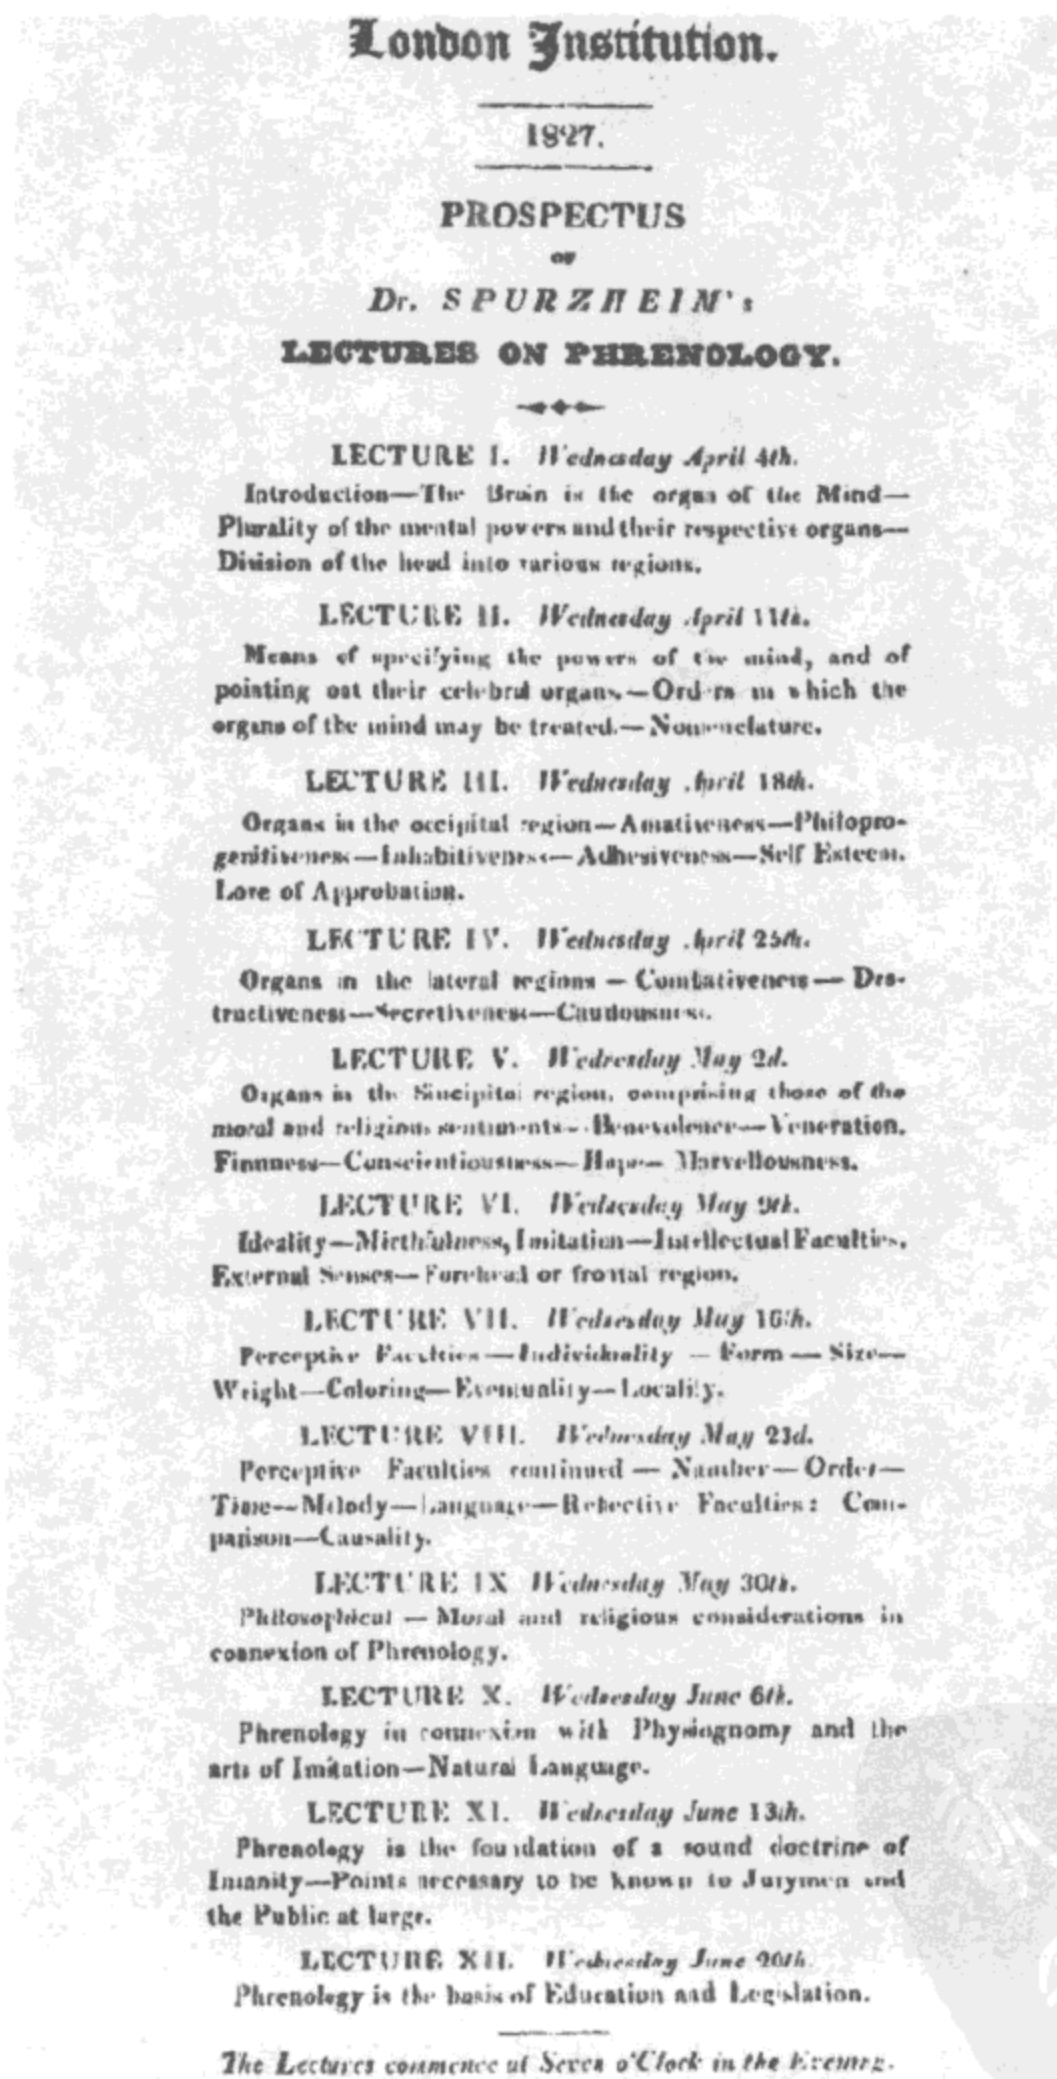 London Institution.
1827.
PROSPECTUS
OF
Dr. SPURZHEIM's
LECTURES ON PHRENOLOGY.
LECTURE I. Wednesday April 4th.
Introduction—The Brain is the organ of the Mind—
Plurality of the mental powers and their respective organs—
Division of the head into various regions.
LECTURE II. Wednesday April 11th.
Means of specifying the powers of the mind, and of
pointing out their celebral organs.—Orders in which the
organs of the mind may be treated.—Nomenclature.
LECTURE III. Wednesday April 18th.
Organs in the occipital region—Amativeness—Philopro-
genitiveness—Inhabitiveness—Adhesiveness—Self Esteem.
Love of Approbation.
LECTURE IV. Wednesday April 25th.
Organs in the lateral regions — Combativeness — Des-
tructiveness—Secretiveness—Cautiousness.
LECTURE V. Wednesday May 2d.
Organs in the Sincipital region, comprising those of the
moral and religious sentiments—Benevolence—Veneration.
Firmness—Conscientiousness—Hope—Marvellousness.
LECTURE VI. Wednesday May 9th.
Ideality—Mirthfulness, Imitation—Intellectual Faculties.
External Senses—Forehead or frontal region.
LECTURE VII. Wednesday May 16th.
Perceptive Faculties—Individuality — Form — Size—
Weight—Coloring—Eventuality—Locality.
LECTURE VIII. Wednesday May 23d.
Perceptive Faculties continued — Number—Order—
Time—Melody—Language—Reflective Faculties: Com-
parison—Causality.
LECTURE IX Wednesday May 30th.
Philosophical — Moral and religious considerations in
connexion of Phrenology.
LECTURE X. Wednesday June 6th.
Phrenology in connexion with Physiognomy and the
arts of Imitation—Natural Language.
LECTURE XI. Wednesday June 13th.
Phrenology is the foundation of a sound doctrine of
Insanity—Points necessary to be known to Jurymen and
the Public at large.
LECTURE XII. Wednesday June 20th.
Phrenology is the basis of Education and Legislation.
The Lectures commence at Seven o'Clock in the Evening.